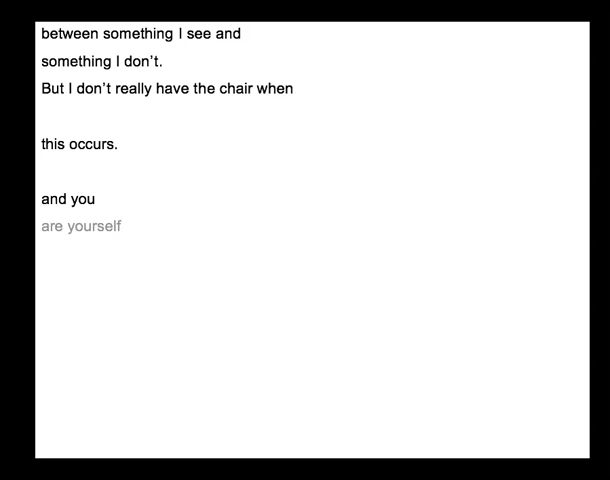 between something I see and
something I don’t.
But I don’t really have the chair when
this occurs.
and you
are yourself